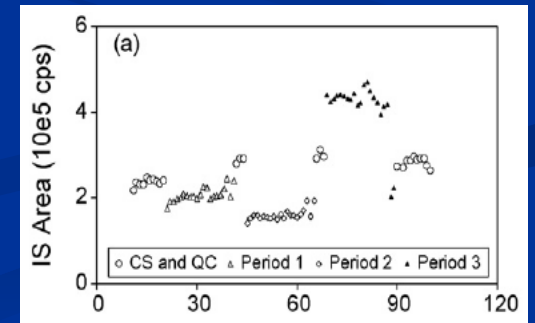 6
(a)
IS Area (10e5 cps)
4
2
○ CS and QC △ Period 1 ◇ Period 2 ▲ Period 3
0
0 30 60 90 120